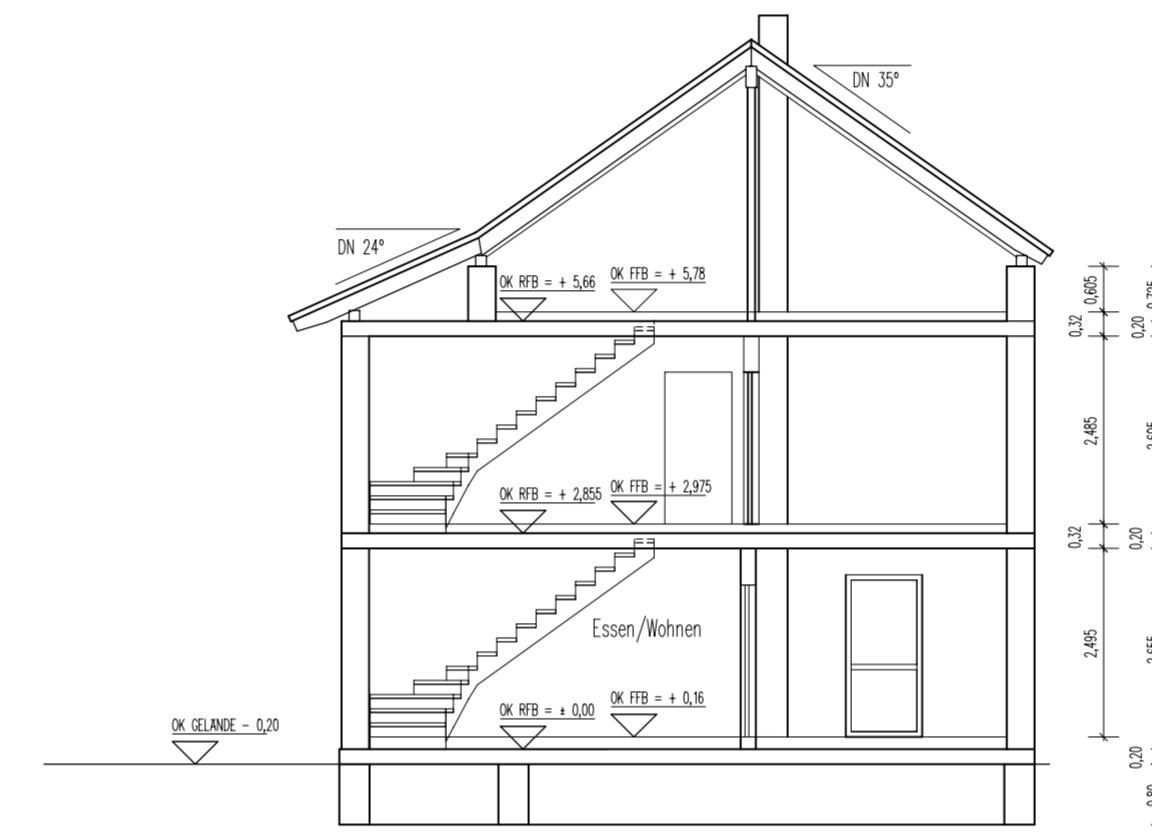 DN 35°
DN 24°
OK RFB = + 5,66
OK FFB = + 5,78
0,605
0,32
0,20
2,485
OK RFB = + 2,855
OK FFB = + 2,975
0,32
0,20
Essen/Wohnen
2,495
OK RFB = ± 0,00
OK FFB = + 0,16
OK GELÄNDE - 0,20
0,20